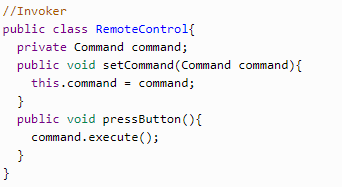 //Invoker
public class RemoteControl{
  private Command command;
  public void setCommand(Command command){
    this.command = command;
  }
  public void pressButton(){
    command.execute();
  }
}